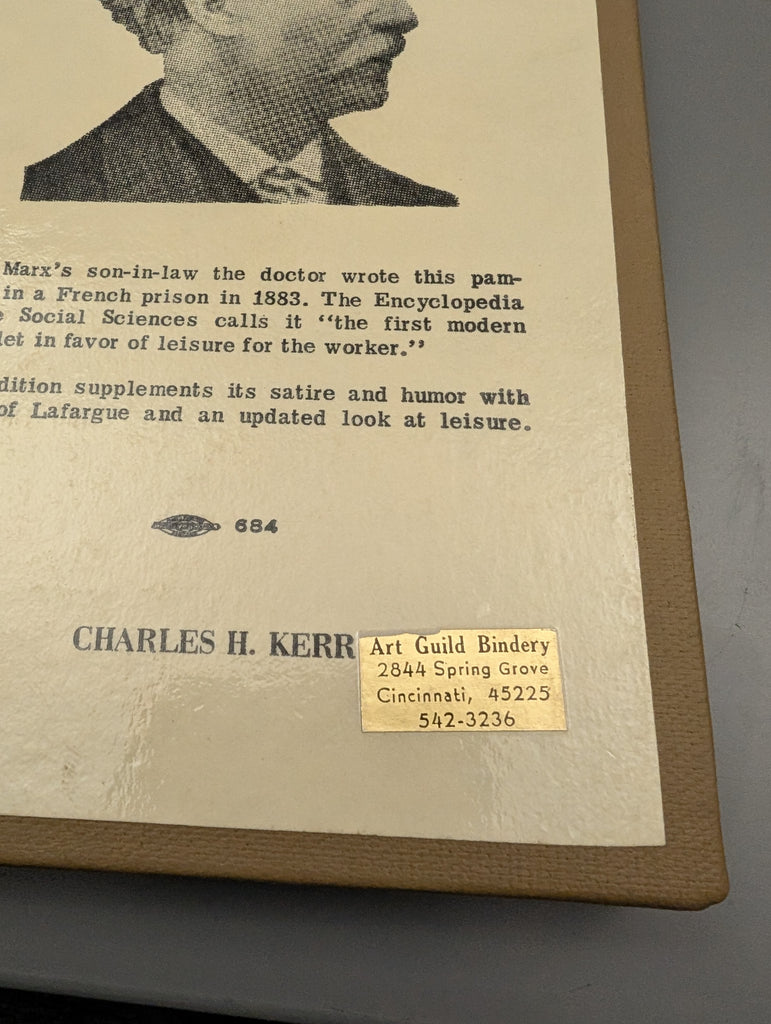 Marx's son-in-law the doctor wrote this pam-
in a French prison in 1883. The Encyclopedia
Social Sciences calls it "the first modern
let in favor of leisure for the worker."
dition supplements its satire and humor with
of Lafargue and an updated look at leisure.
684
CHARLES H. KERR
Art Guild Bindery
2844 Spring Grove
Cincinnati, 45225
542-3236